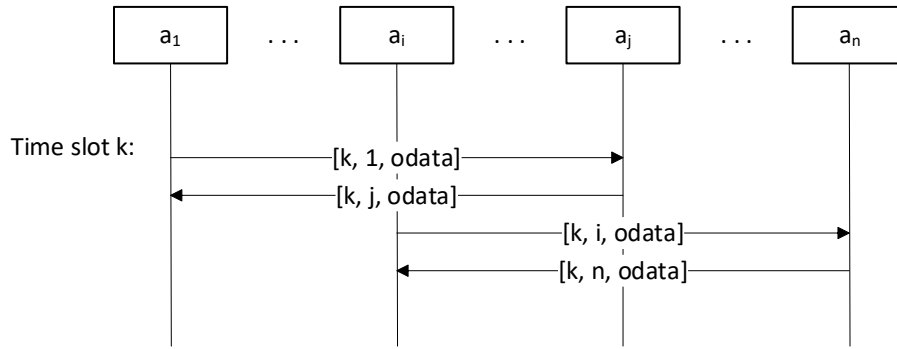 a₁ . . . aᵢ . . . aⱼ . . . aₙ
Time slot k:
[k, 1, odata]
[k, j, odata]
[k, i, odata]
[k, n, odata]